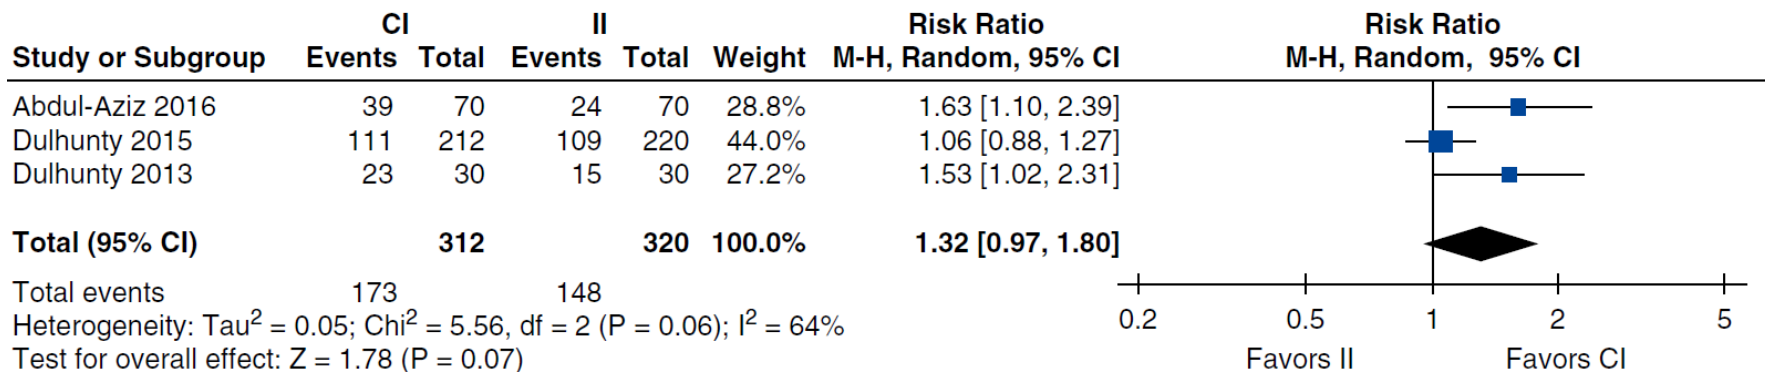 CI II Risk Ratio Risk Ratio
Study or Subgroup Events Total Events Total Weight M-H, Random, 95% CI M-H, Random, 95% CI
Abdul-Aziz 2016 39 70 24 70 28.8% 1.63 [1.10, 2.39]
Dulhunty 2015 111 212 109 220 44.0% 1.06 [0.88, 1.27]
Dulhunty 2013 23 30 15 30 27.2% 1.53 [1.02, 2.31]
Total (95% CI) 312 320 100.0% 1.32 [0.97, 1.80]
Total events 173 148
Heterogeneity: Tau² = 0.05; Chi² = 5.56, df = 2 (P = 0.06); I² = 64%
Test for overall effect: Z = 1.78 (P = 0.07)
0.2 0.5 1 2 5
Favors II Favors CI